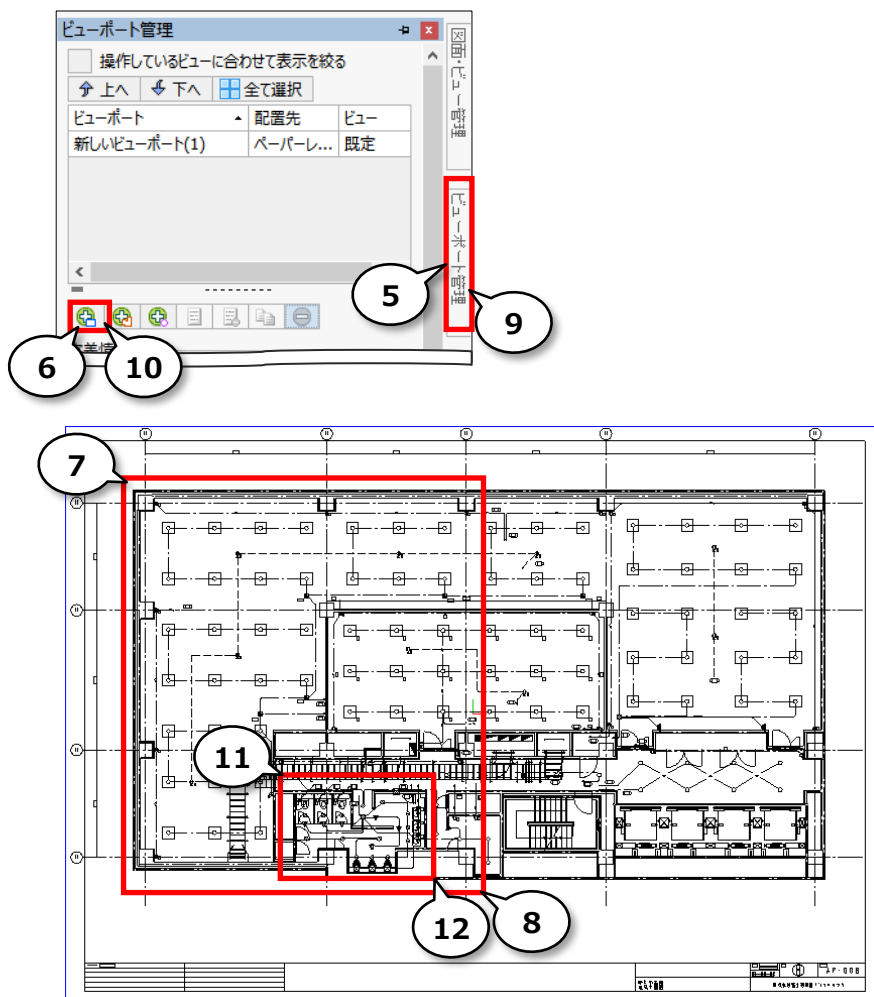 ビューポート管理
操作しているビューに合わせて表示を絞る
上へ 下へ 全て選択
ビューポート 配置先 ビュー
新しいビューポート(1) ペーパーレ... 既定
図面・ビュー管理
ビューポート管理
5
9
6
10
7
11
12
8